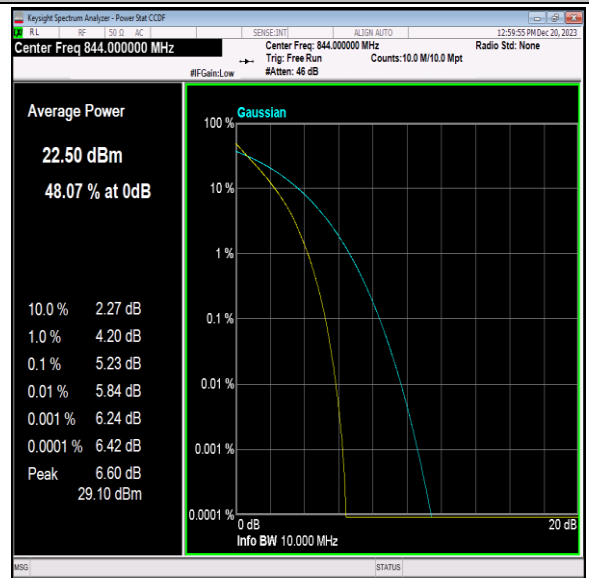 Keysight Spectrum Analyzer - Power Stat CCDF
RL RF 50 Ω AC SENSE:INT ALIGN AUTO 12:59:55 PM Dec 20, 2023
Center Freq 844.000000 MHz
Center Freq: 844.000000 MHz Radio Std: None
Trig: Free Run Counts:10.0 M/10.0 Mpt
#IFGain:Low #Atten: 46 dB
Average Power
22.50 dBm
48.07 % at 0dB
10.0 % 2.27 dB
1.0 % 4.20 dB
0.1 % 5.23 dB
0.01 % 5.84 dB
0.001 % 6.24 dB
0.0001 % 6.42 dB
Peak 6.60 dB
29.10 dBm
Gaussian
100 %
10 %
1 %
0.1 %
0.01 %
0.001 %
0.0001 %
0 dB 20 dB
Info BW 10.000 MHz
MSG STATUS